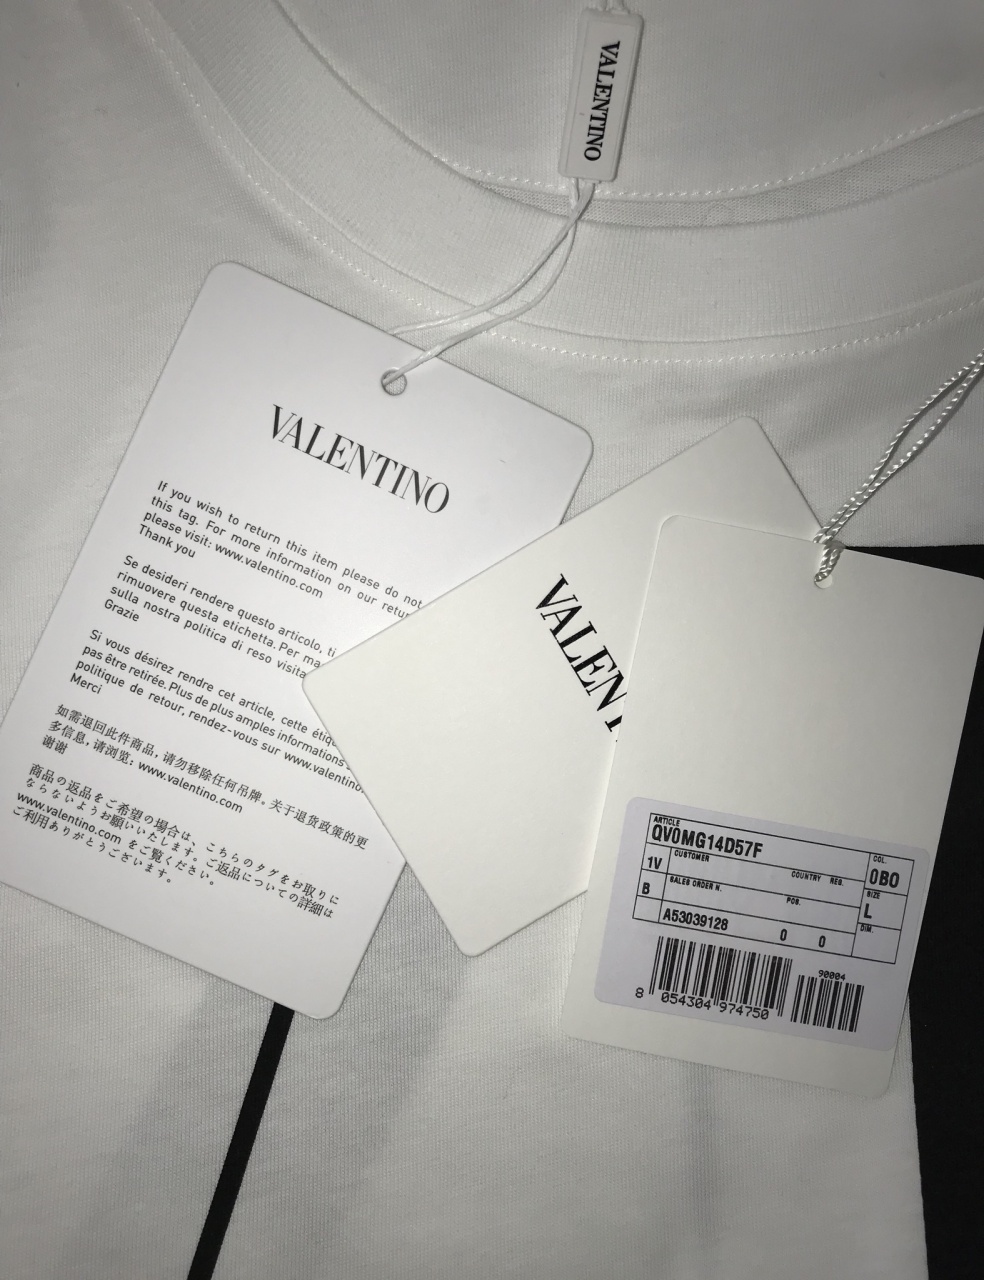 VALENTINO
VALENTINO
If you wish to return this item please do not
this tag. For more information on our retur
please visit: www.valentino.com
Thank you
Se desideri rendere questo articolo, ti
rimuovere questa etichetta. Per ma
sulla nostra politica di reso visita
Grazie
Si vous désirez rendre cet article, cette étiq
pas être retirée. Plus de plus amples informations
politique de retour, rendez-vous sur www.valentino.
Merci
如需退回此件商品, 请勿移除任何吊牌。关于退货政策的更
多信息, 请浏览: www.valentino.com
谢谢
商品の返品をご希望の場合は、こちらのタグをお取りに
ならないようお願いいたします。ご返品についての詳細は
www.valentino.com をご覧ください。
ご利用ありがとうございます。
VALENT
ARTICLE
QV0MG14D57F
COL.
0B0
1V
CUSTOMER
COUNTRY REG.
SIZE
L
B
SALES ORDER N.
POS.
DIM.
A53039128 0 0
90004
8 054304 974750